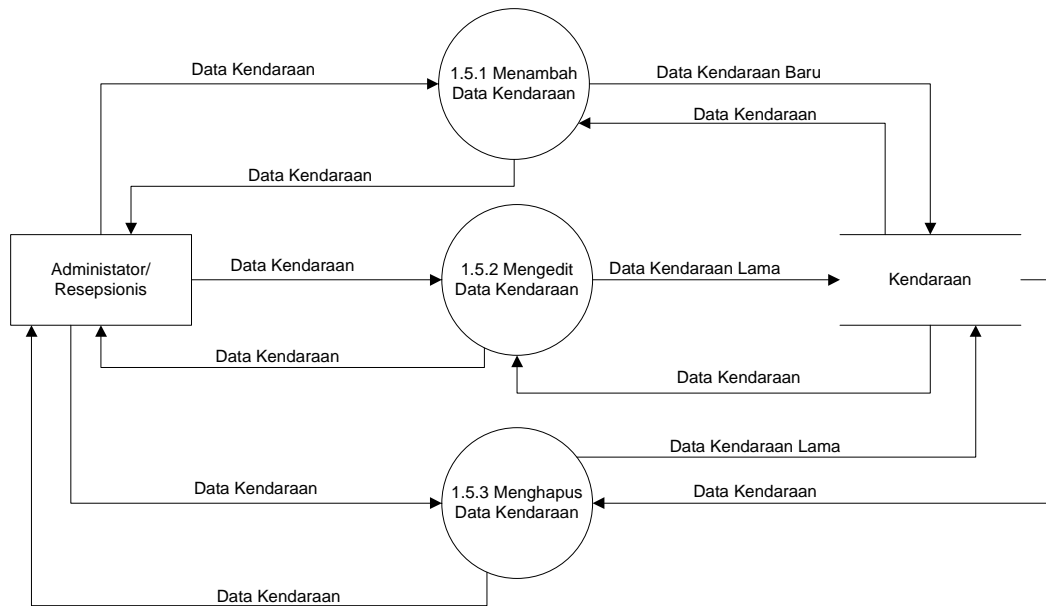 Data Kendaraan
1.5.1 Menambah
Data Kendaraan
Data Kendaraan Baru
Data Kendaraan
Data Kendaraan
Administator/
Resepsionis
Data Kendaraan
1.5.2 Mengedit
Data Kendaraan
Data Kendaraan Lama
Kendaraan
Data Kendaraan
Data Kendaraan
Data Kendaraan
1.5.3 Menghapus
Data Kendaraan
Data Kendaraan Lama
Data Kendaraan
Data Kendaraan